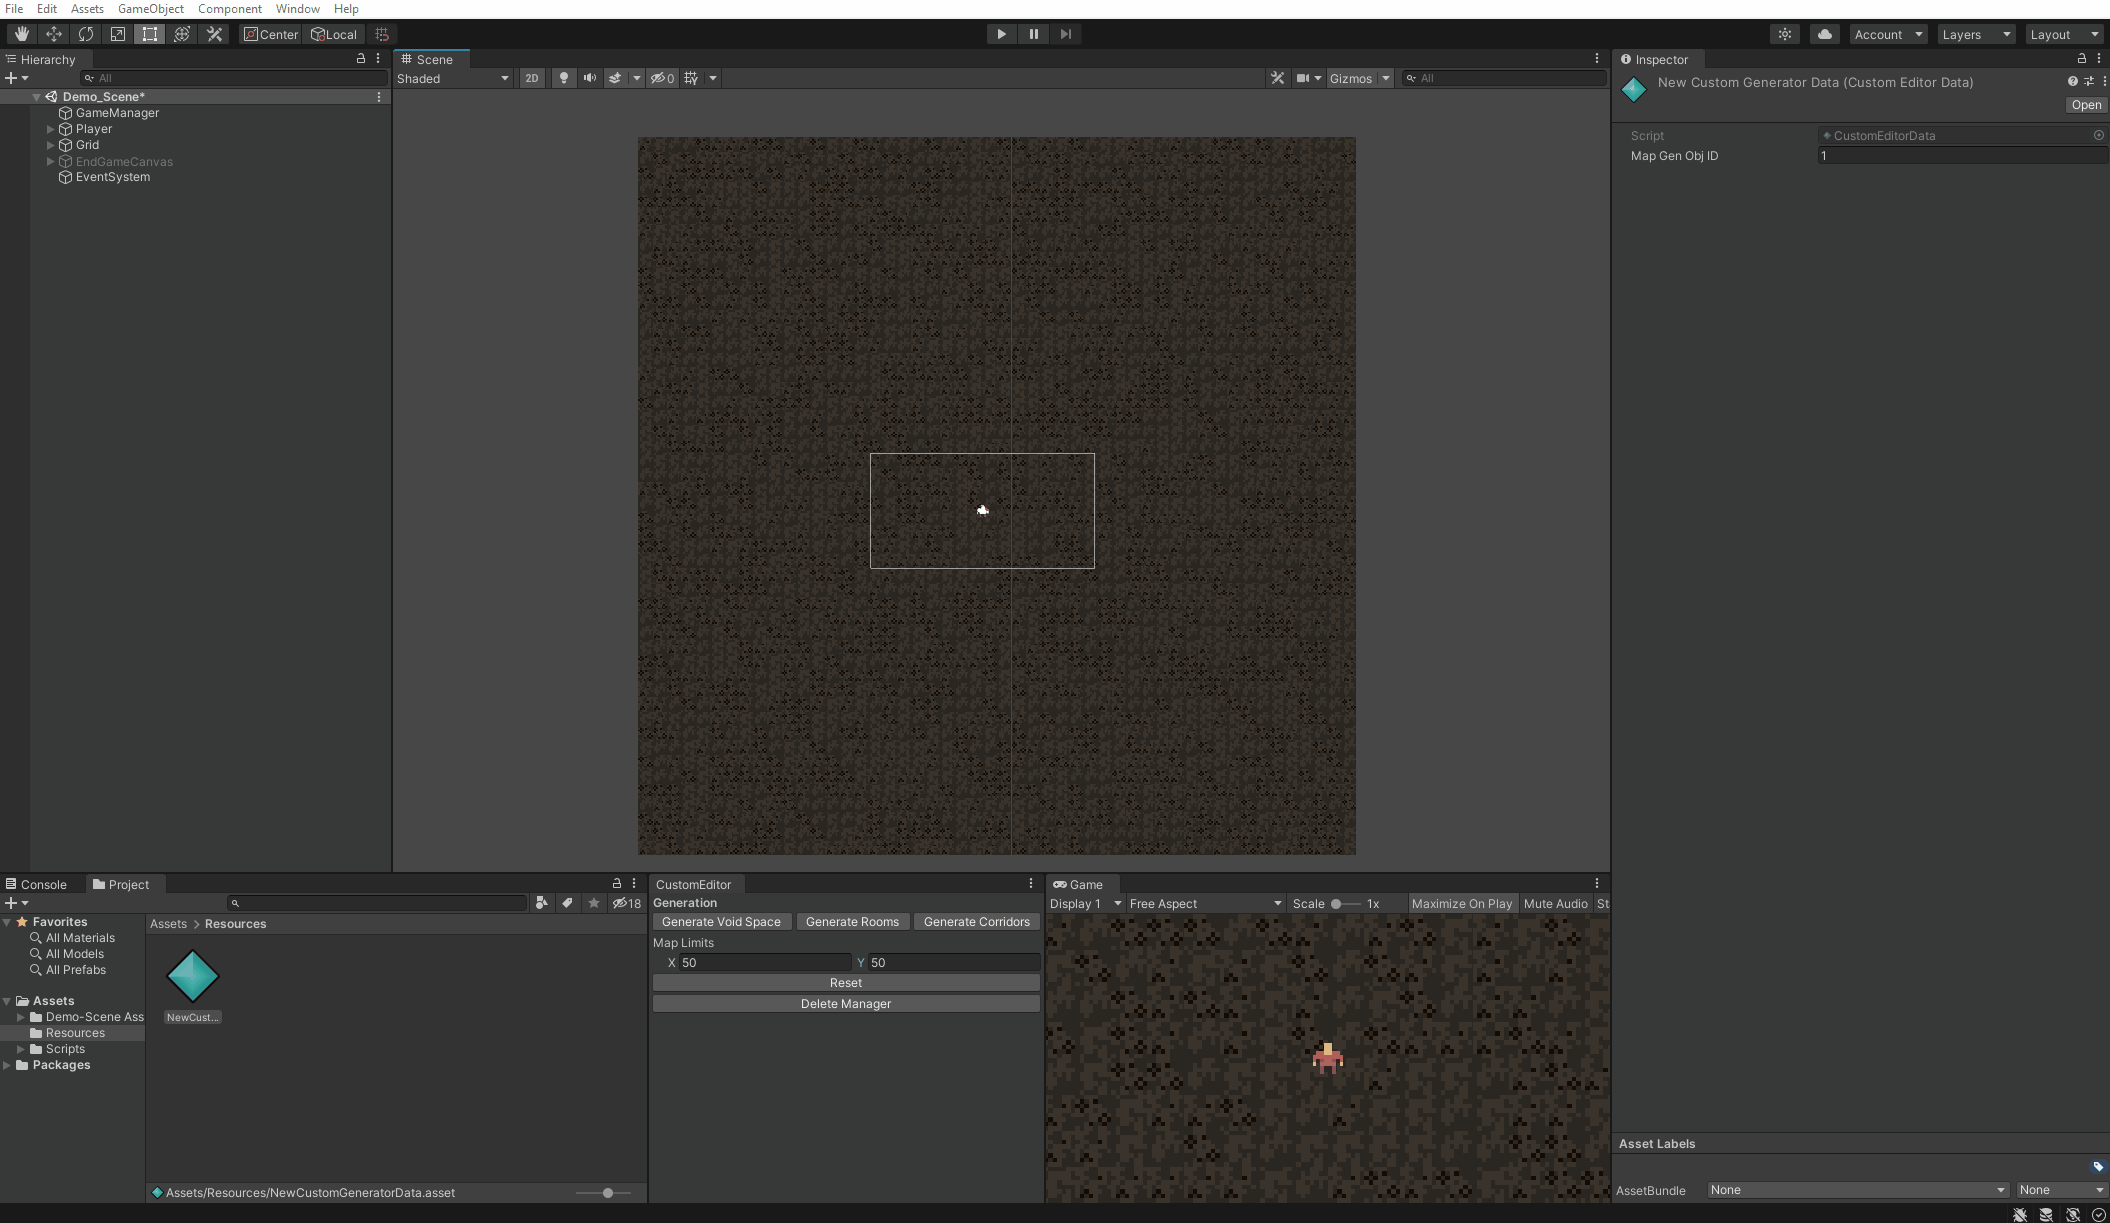 File Edit Assets GameObject Component Window Help
Center Local Account Layers Layout
Hierarchy
All
Demo_Scene*
GameManager
Player
Grid
EndGameCanvas
EventSystem
Scene
Shaded 2D 0 Gizmos All
Inspector
New Custom Generator Data (Custom Editor Data)
Open
Script CustomEditorData
Map Gen Obj ID 1
Console Project
18
Favorites
All Materials
All Models
All Prefabs
Assets
Demo-Scene Ass
Resources
Scripts
Packages
Assets > Resources
NewCust...
Assets/Resources/NewCustomGeneratorData.asset
CustomEditor
Generation
Generate Void Space Generate Rooms Generate Corridors
Map Limits
X 50 Y 50
Reset
Delete Manager
Game
Display 1 Free Aspect Scale 1x Maximize On Play Mute Audio St
Asset Labels
AssetBundle None None